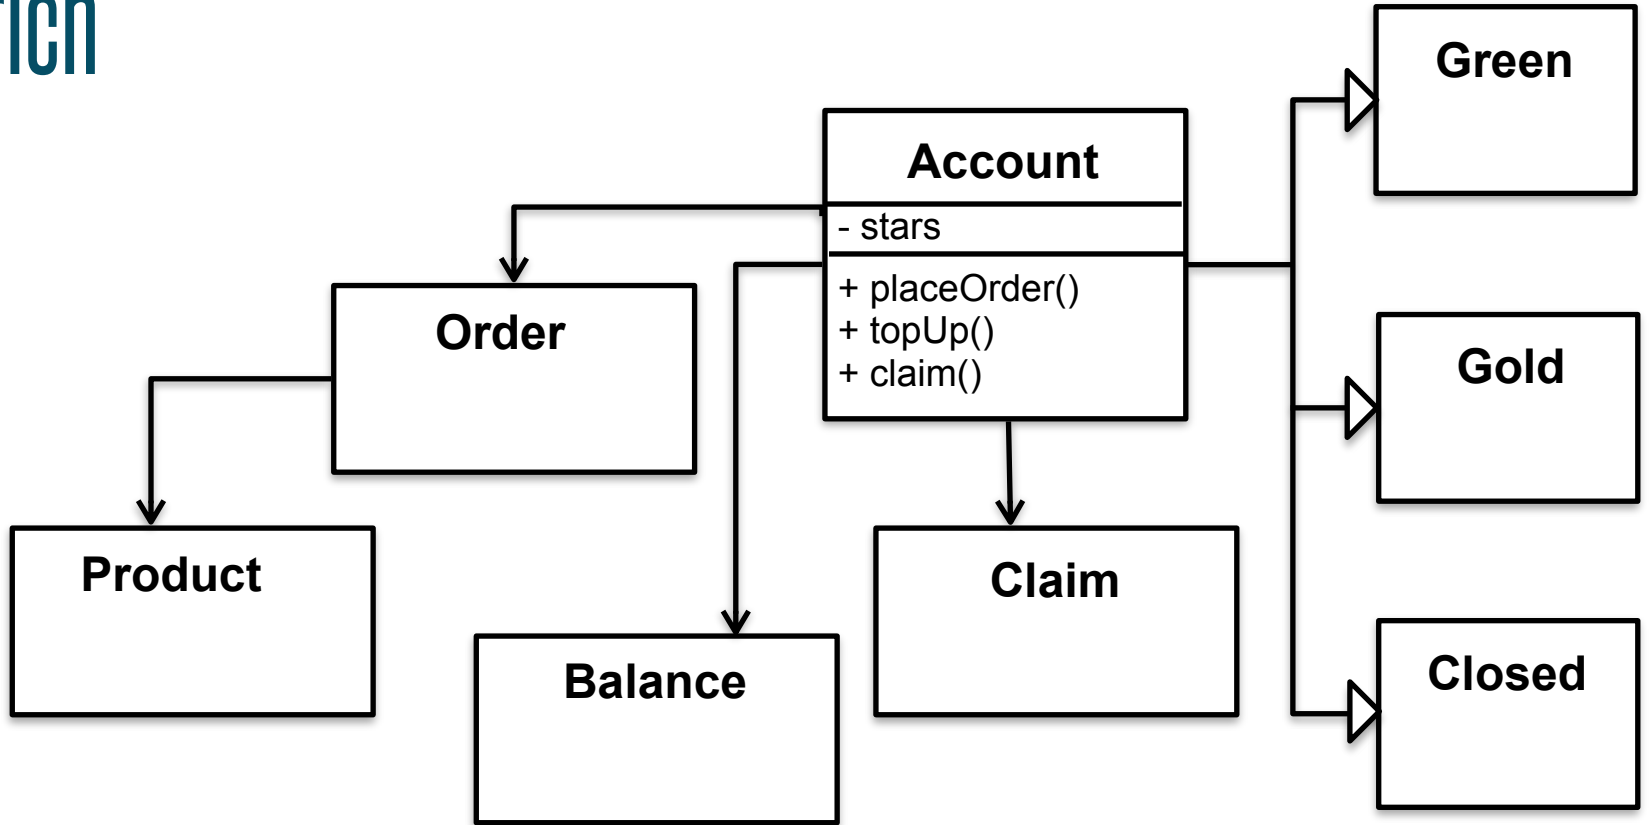 Green
Account
- stars
+ placeOrder()
+ topUp()
+ claim()
Order
Gold
Product
Claim
Balance
Closed